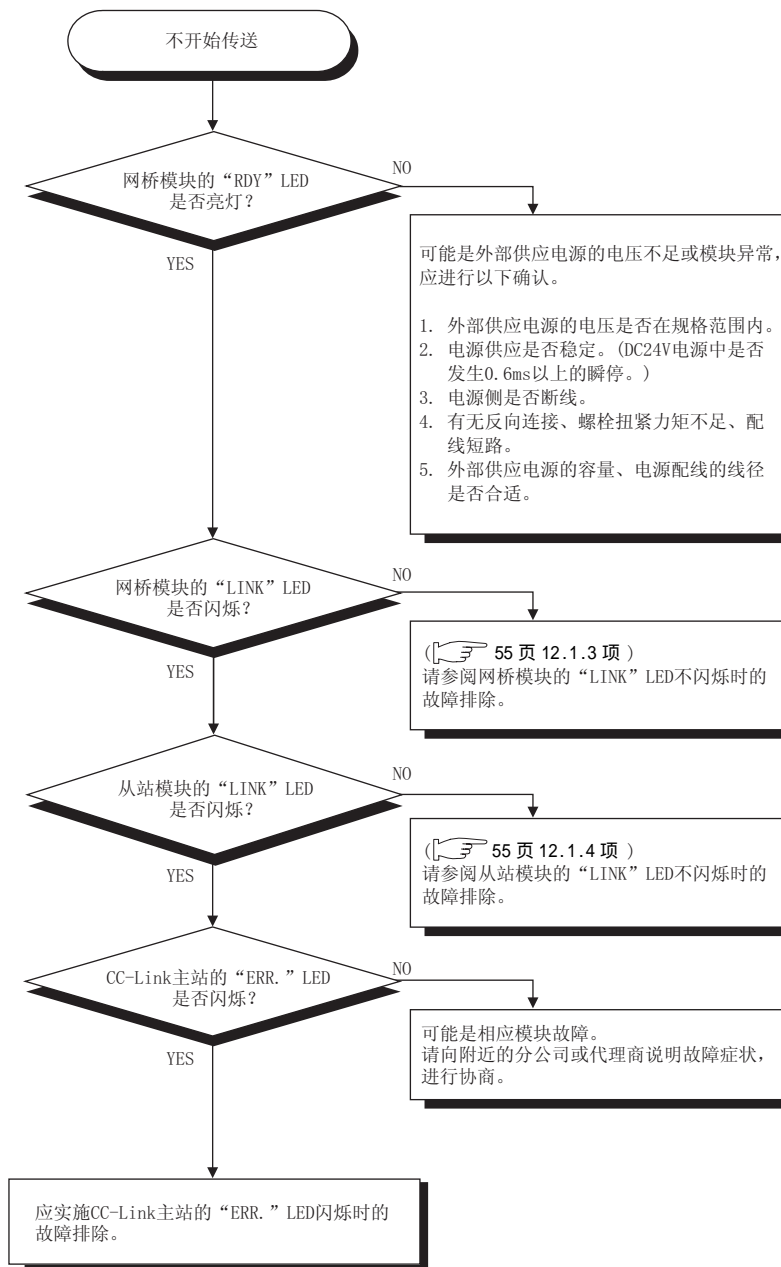 不开始传送
网桥模块的“RDY”LED
是否亮灯？
NO
YES
可能是外部供应电源的电压不足或模块异常，
应进行以下确认。
1. 外部供应电源的电压是否在规格范围内。
2. 电源供应是否稳定。(DC24V电源中是否
发生0.6ms以上的瞬停。)
3. 电源侧是否断线。
4. 有无反向连接、螺栓扭紧力矩不足、配
线短路。
5. 外部供应电源的容量、电源配线的线径
是否合适。
网桥模块的“LINK”LED
是否闪烁？
NO
YES
( 55 页 12.1.3 项 )
请参阅网桥模块的“LINK”LED不闪烁时的
故障排除。
从站模块的“LINK”LED
是否闪烁？
NO
YES
( 55 页 12.1.4 项 )
请参阅从站模块的“LINK”LED不闪烁时的
故障排除。
CC-Link主站的“ERR.”LED
是否闪烁？
NO
YES
可能是相应模块故障。
请向附近的分公司或代理商说明故障症状，
进行协商。
应实施CC-Link主站的“ERR.”LED闪烁时的
故障排除。